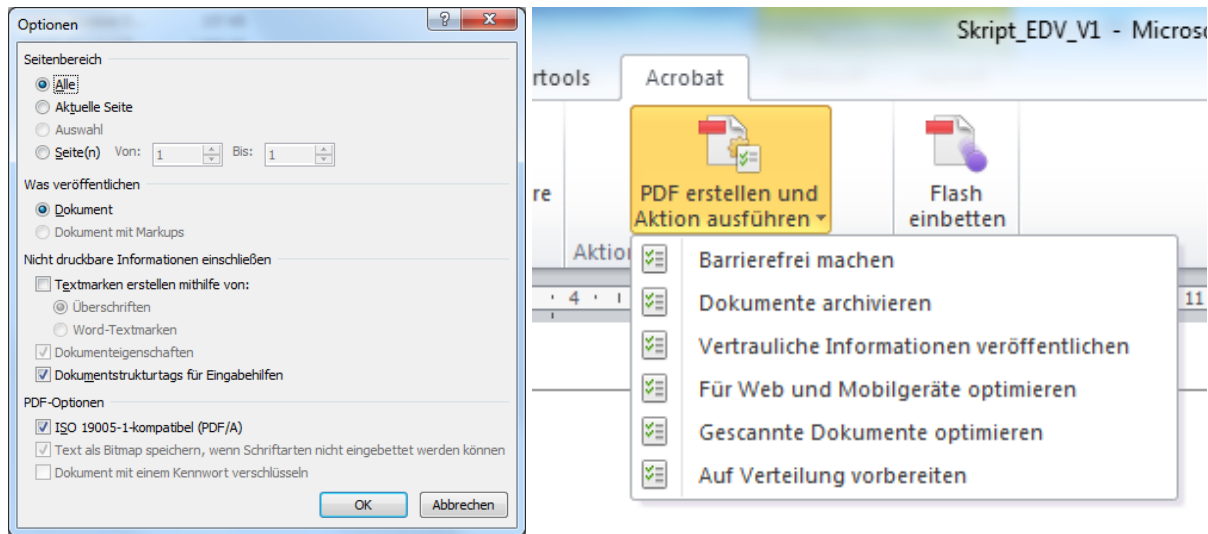 Optionen
Seitenbereich
Alle
Aktuelle Seite
Auswahl
Seite(n) Von: 1 Bis: 1
Was veröffentlichen
Dokument
Dokument mit Markups
Nicht druckbare Informationen einschließen
Textmarken erstellen mithilfe von:
Überschriften
Word-Textmarken
Dokumenteigenschaften
Dokumentstrukturtags für Eingabehilfen
PDF-Optionen
ISO 19005-1-kompatibel (PDF/A)
Text als Bitmap speichern, wenn Schriftarten nicht eingebettet werden können
Dokument mit einem Kennwort verschlüsseln
OK Abbrechen
Skript_EDV_V1 - Microso
rtools Acrobat
re
PDF erstellen und
Aktion ausführen
Flash
einbetten
Aktio
4 11
Barrierefrei machen
Dokumente archivieren
Vertrauliche Informationen veröffentlichen
Für Web und Mobilgeräte optimieren
Gescannte Dokumente optimieren
Auf Verteilung vorbereiten